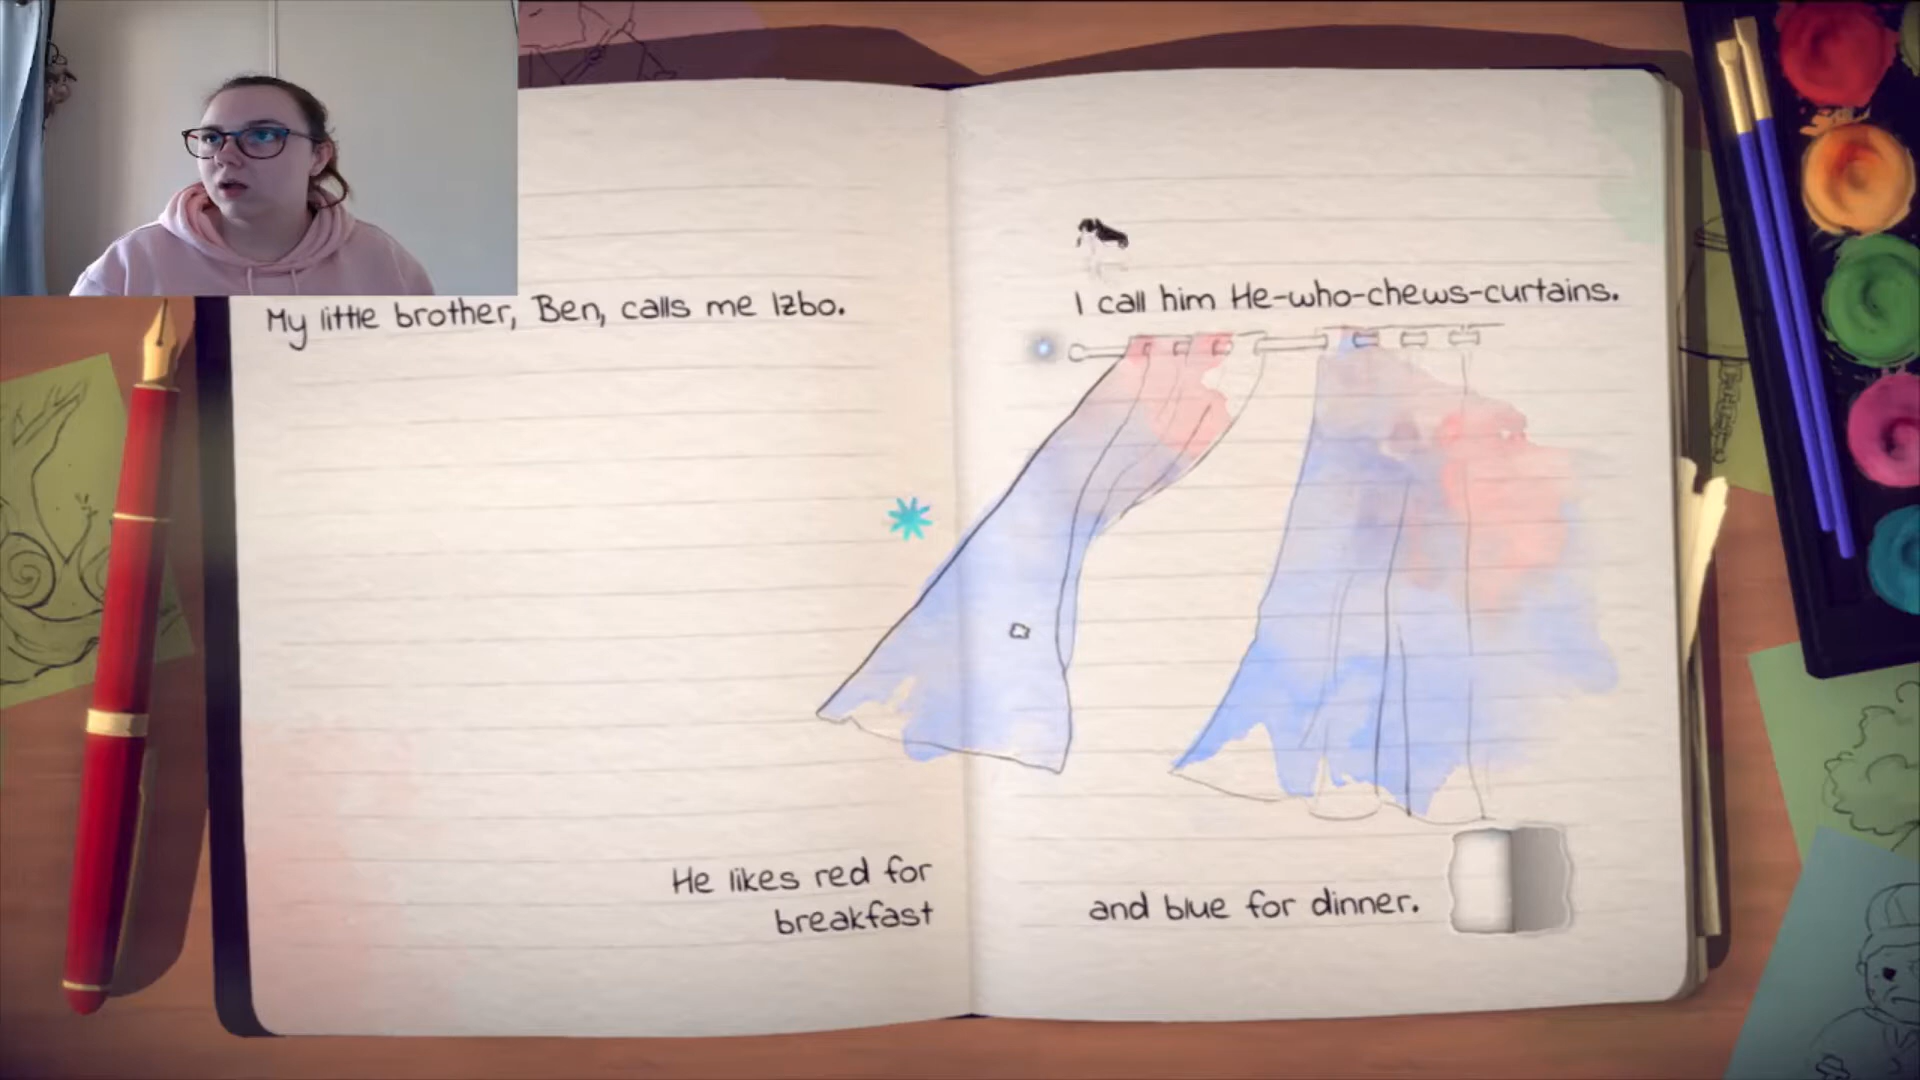 My little brother, Ben, calls me Izbo.
He likes red for
breakfast
I call him He-who-chews-curtains.
and blue for dinner.